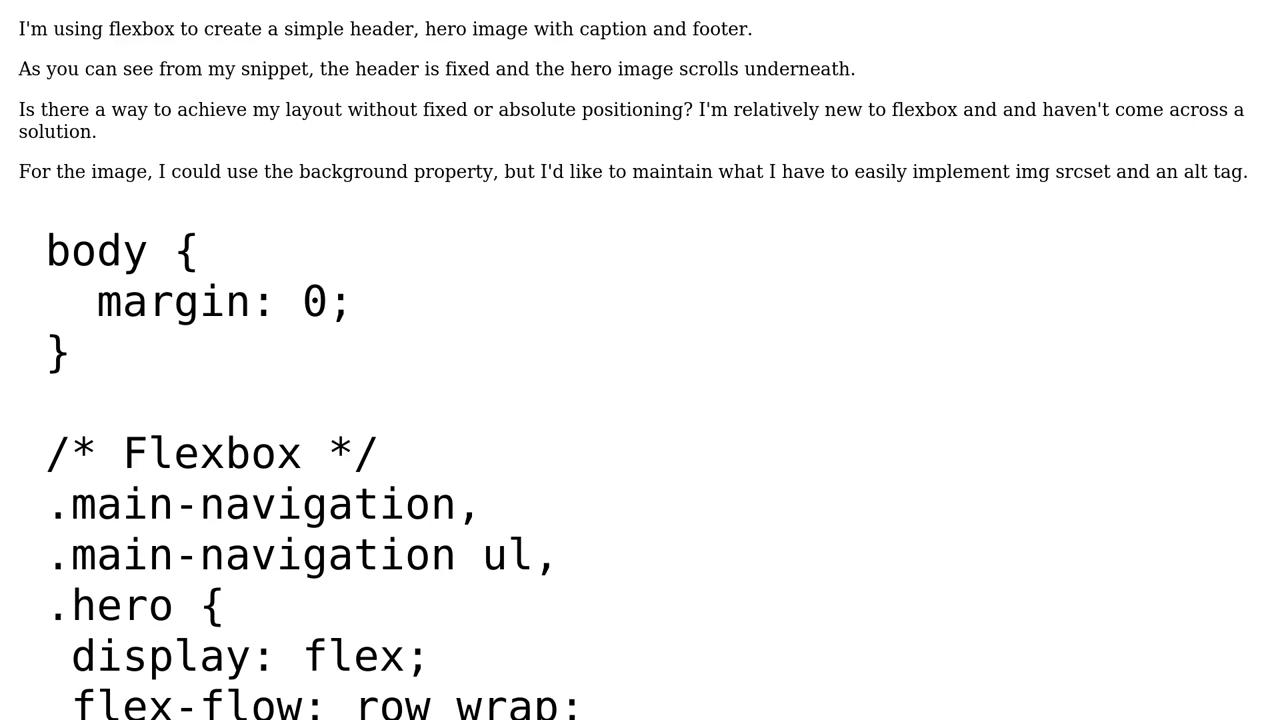 I'm using flexbox to create a simple header, hero image with caption and footer.
As you can see from my snippet, the header is fixed and the hero image scrolls underneath.
Is there a way to achieve my layout without fixed or absolute positioning? I'm relatively new to flexbox and and haven't come across a
solution.
For the image, I could use the background property, but I'd like to maintain what I have to easily implement img srcset and an alt tag.
body {
  margin: 0;
}
/* Flexbox */
.main-navigation,
.main-navigation ul,
.hero {
 display: flex;
 flex-flow: row wrap;